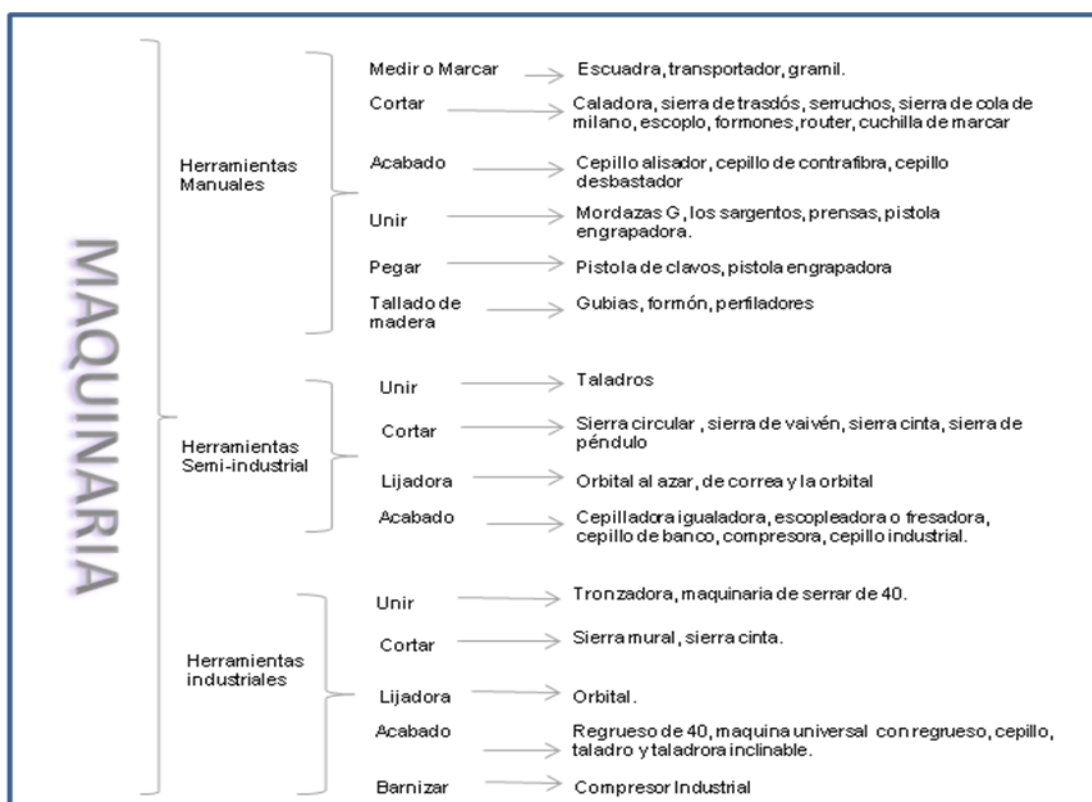 MAQUINARIA
Herramientas
Manuales
Medir o Marcar
Escuadra, transportador, gramil.
Cortar
Caladora, sierra de trasdós, serruchos, sierra de cola de
milano, escoplo, formones, router, cuchilla de marcar
Acabado
Cepillo alisador, cepillo de contrafibra, cepillo
desbastador
Unir
Mordazas G, los sargentos, prensas, pistola
engrapadora.
Pegar
Pistola de clavos, pistola engrapadora
Tallado de
madera
Gubias, formón, perfiladores
Herramientas
Semi-industrial
Unir
Taladros
Cortar
Sierra circular , sierra de vaivén, sierra cinta, sierra de
péndulo
Lijadora
Orbital al azar, de correa y la orbital
Acabado
Cepilladora igualadora, escopleadora o fresadora,
cepillo de banco, compresora, cepillo industrial.
Herramientas
industriales
Unir
Tronzadora, maquinaria de serrar de 40.
Cortar
Sierra mural, sierra cinta.
Lijadora
Orbital.
Acabado
Regrueso de 40, maquina universal con regrueso, cepillo,
taladro y taladrora inclinable.
Barnizar
Compresor Industrial